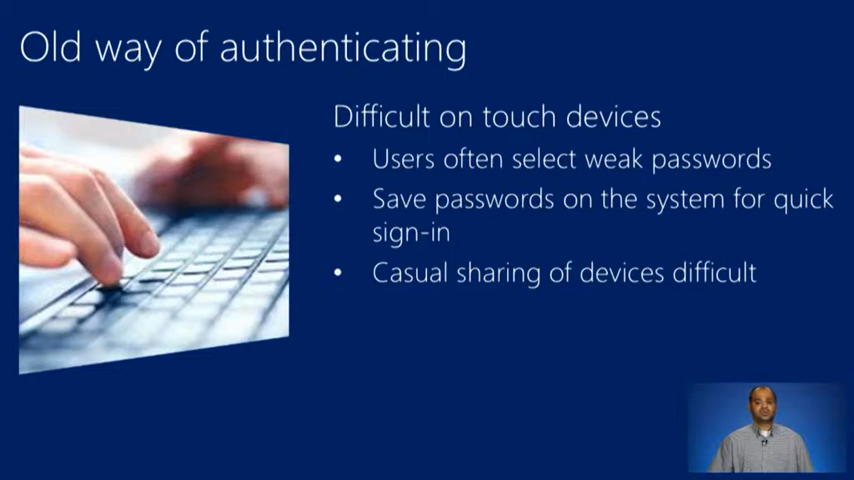 Old way of authenticating
Difficult on touch devices
• Users often select weak passwords
• Save passwords on the system for quick
sign-in
• Casual sharing of devices difficult